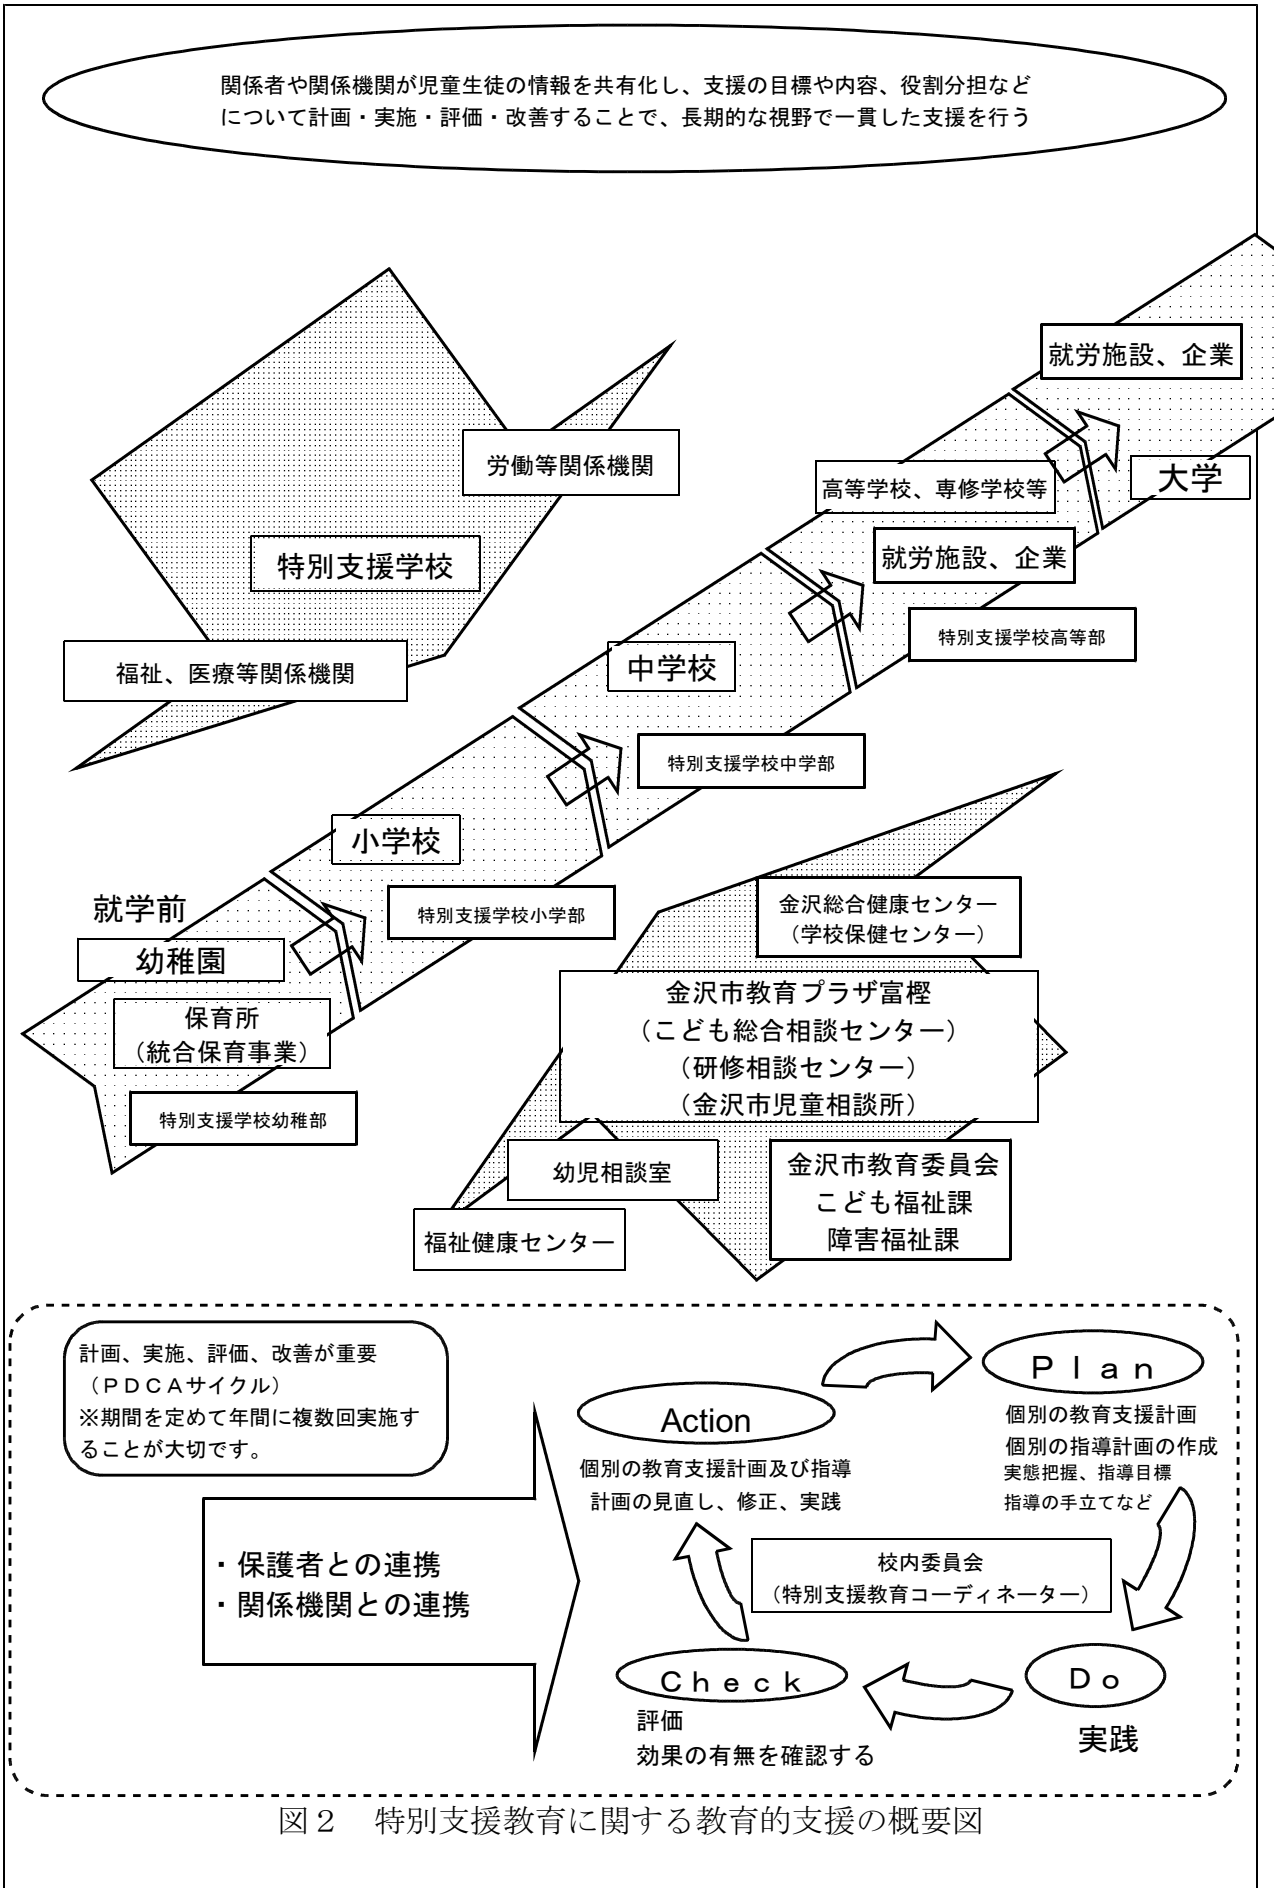 関係者や関係機関が児童生徒の情報を共有化し、支援の目標や内容、役割分担など
について計画・実施・評価・改善することで、長期的な視野で一貫した支援を行う
就労施設、企業
大学
労働等関係機関
高等学校、専修学校等
就労施設、企業
特別支援学校高等部
特別支援学校
福祉、医療等関係機関
中学校
特別支援学校中学部
小学校
特別支援学校小学部
就学前
幼稚園
保育所
（統合保育事業）
特別支援学校幼稚部
金沢総合健康センター
（学校保健センター）
金沢市教育プラザ富樫
（こども総合相談センター）
（研修相談センター）
（金沢市児童相談所）
幼児相談室
福祉健康センター
金沢市教育委員会
こども福祉課
障害福祉課
計画、実施、評価、改善が重要
（ＰＤＣＡサイクル）
※期間を定めて年間に複数回実施す
ることが大切です。
・保護者との連携
・関係機関との連携
Action
個別の教育支援計画及び指導
計画の見直し、修正、実践
Ｐｌａｎ
個別の教育支援計画
個別の指導計画の作成
実態把握、指導目標
指導の手立てなど
校内委員会
（特別支援教育コーディネーター）
Ｃｈｅｃｋ
評価
効果の有無を確認する
Ｄｏ
実践
図２　特別支援教育に関する教育的支援の概要図